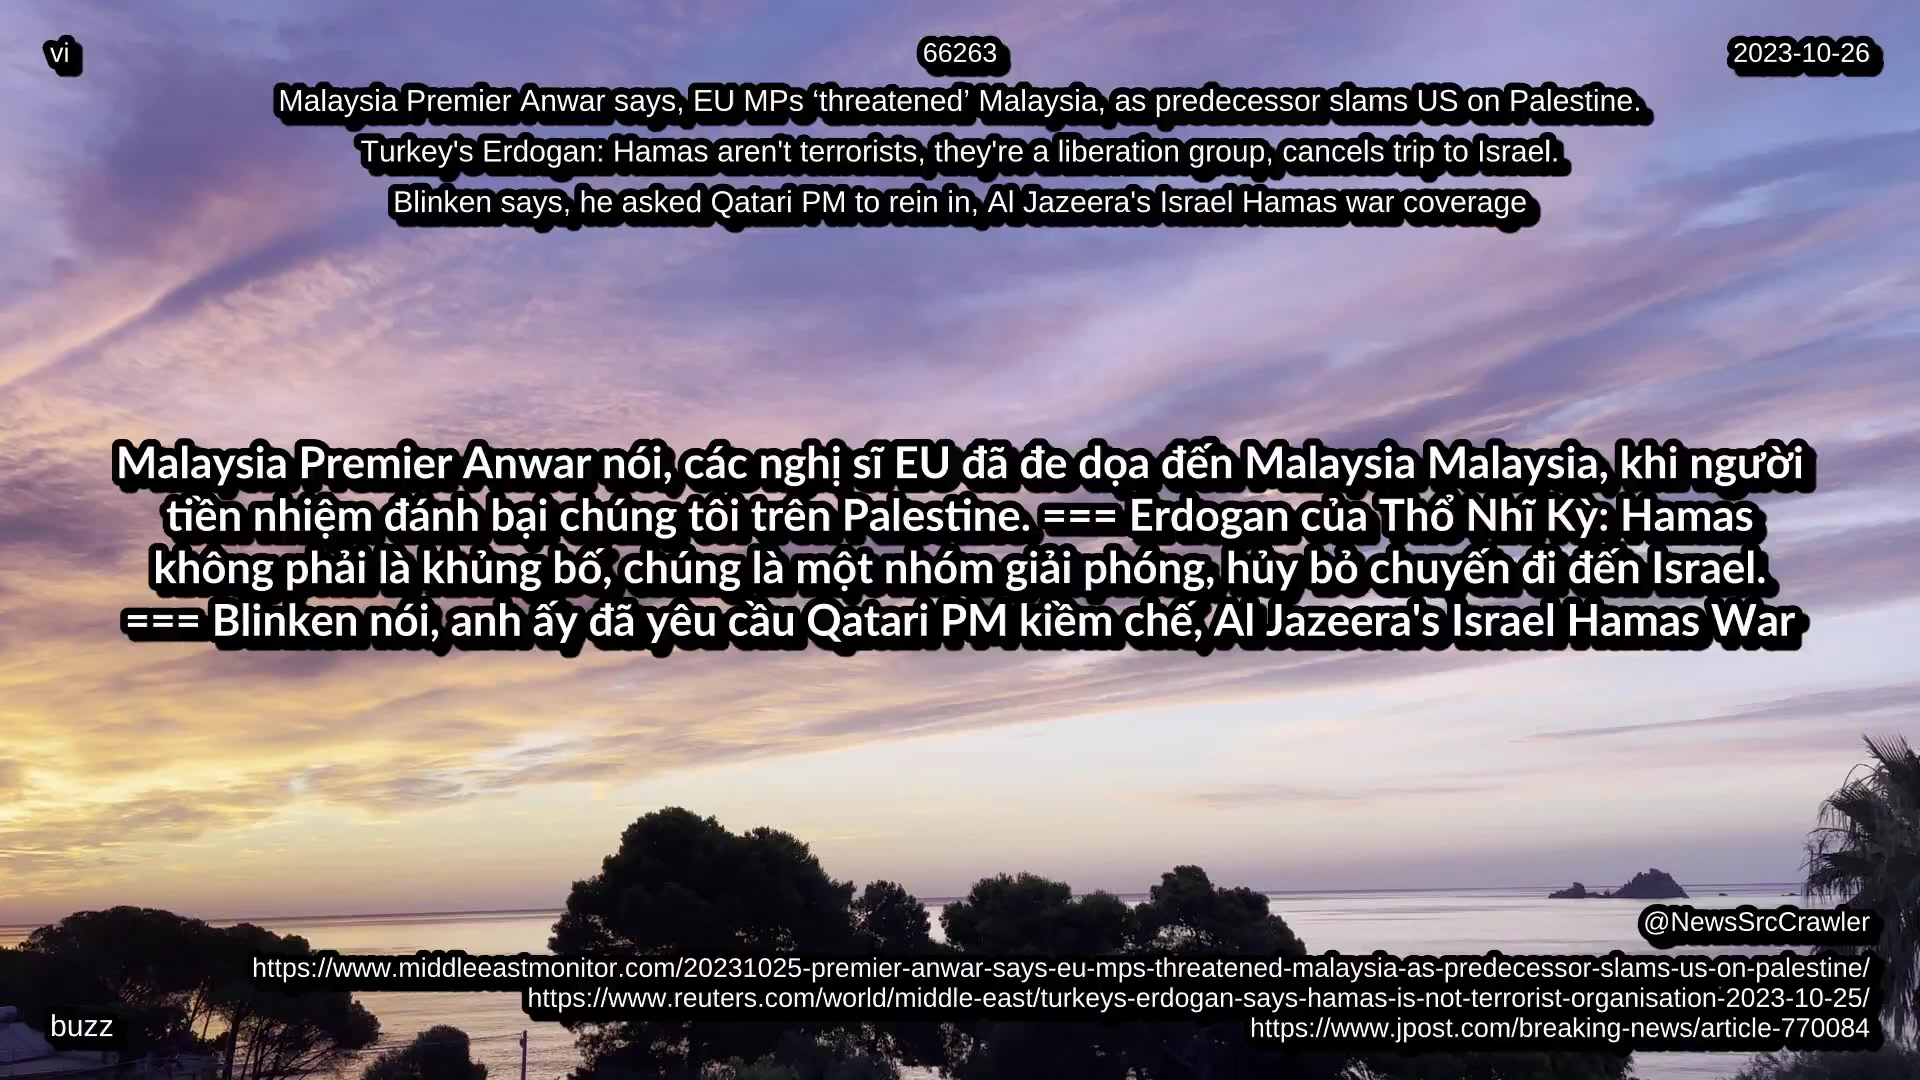 vi
66263
2023-10-26
Malaysia Premier Anwar says, EU MPs ‘threatened’ Malaysia, as predecessor slams US on Palestine.
Turkey's Erdogan: Hamas aren't terrorists, they're a liberation group, cancels trip to Israel.
Blinken says, he asked Qatari PM to rein in, Al Jazeera's Israel Hamas war coverage
Malaysia Premier Anwar nói, các nghị sĩ EU đã đe dọa đến Malaysia Malaysia, khi người
tiền nhiệm đánh bại chúng tôi trên Palestine. === Erdogan của Thổ Nhĩ Kỳ: Hamas
không phải là khủng bố, chúng là một nhóm giải phóng, hủy bỏ chuyến đi đến Israel.
=== Blinken nói, anh ấy đã yêu cầu Qatari PM kiềm chế, Al Jazeera's Israel Hamas War
@NewsSrcCrawler
https://www.middleeastmonitor.com/20231025-premier-anwar-says-eu-mps-threatened-malaysia-as-predecessor-slams-us-on-palestine/
https://www.reuters.com/world/middle-east/turkeys-erdogan-says-hamas-is-not-terrorist-organisation-2023-10-25/
https://www.jpost.com/breaking-news/article-770084
buzz